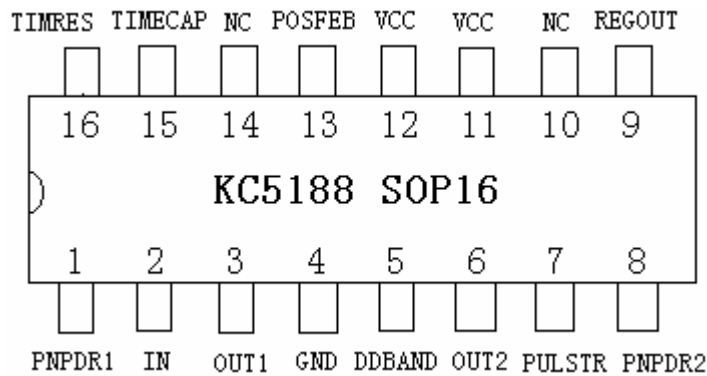 TIMRES TIMECAP NC POSFEB VCC VCC NC REGOUT
16 15 14 13 12 11 10 9
KC5188 SOP16
1 2 3 4 5 6 7 8
PNPDR1 IN OUT1 GND DDBAND OUT2 PULSTR PNPDR2